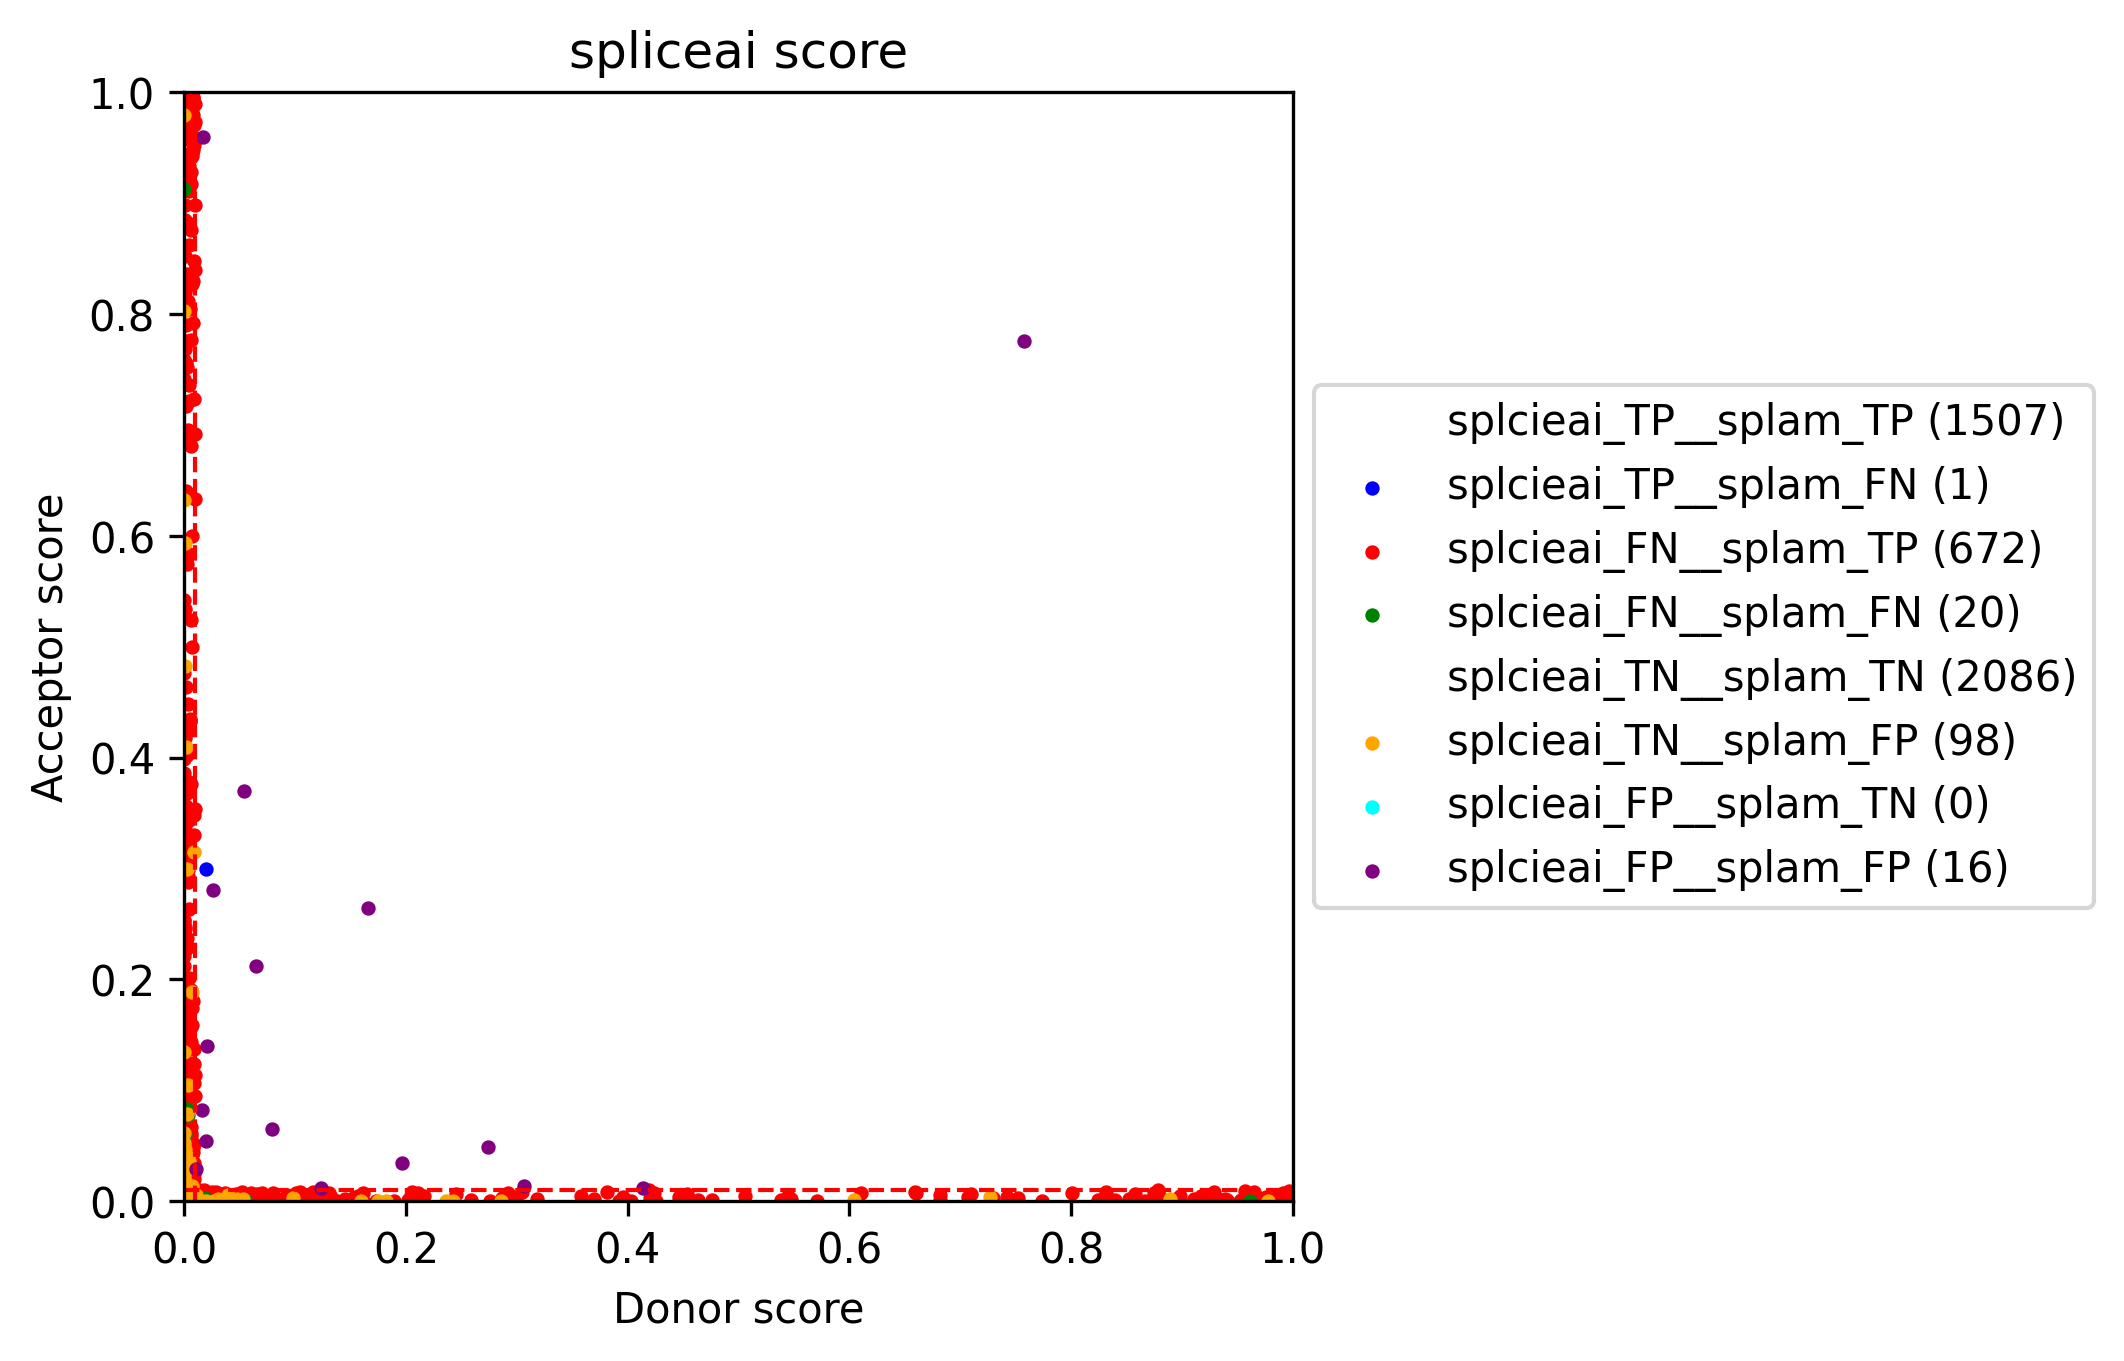 spliceai score
1.0
0.8
0.6
0.4
0.2
0.0
Acceptor score
0.0 0.2 0.4 0.6 0.8 1.0
Donor score
splcieai_TP__splam_TP (1507)
splcieai_TP__splam_FN (1)
splcieai_FN__splam_TP (672)
splcieai_FN__splam_FN (20)
splcieai_TN__splam_TN (2086)
splcieai_TN__splam_FP (98)
splcieai_FP__splam_TN (0)
splcieai_FP__splam_FP (16)